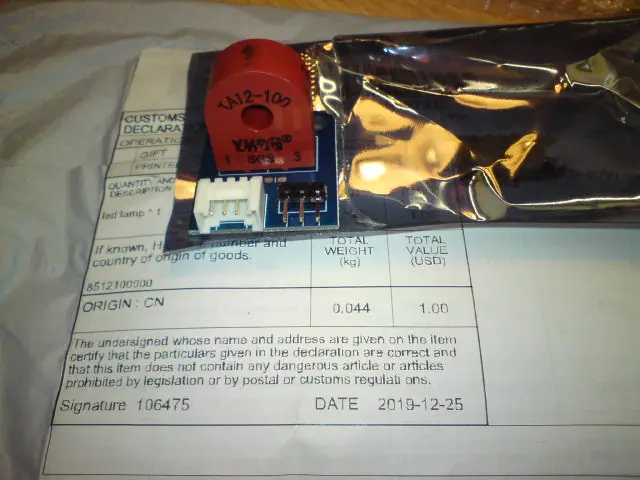 TA12-100
1 3
CUSTOMS
DECLARA
OPERATIO
GIFT
PRINTE
QUANTITY AND
DESCRIPTION
led lamp * 1
If known, H number and
country of origin of goods.
8512100000
TOTAL
WEIGHT
(kg)
TOTAL
VALUE
(USD)
ORIGIN : CN
0.044
1.00
The undersigned whose name and address are given on the item
certify that the particulars given in the declaration are correct and
that this item does not contain any dangerous article or articles
prohibited by legislation or by postal or customs regulations.
Signature 106475
DATE 2019-12-25